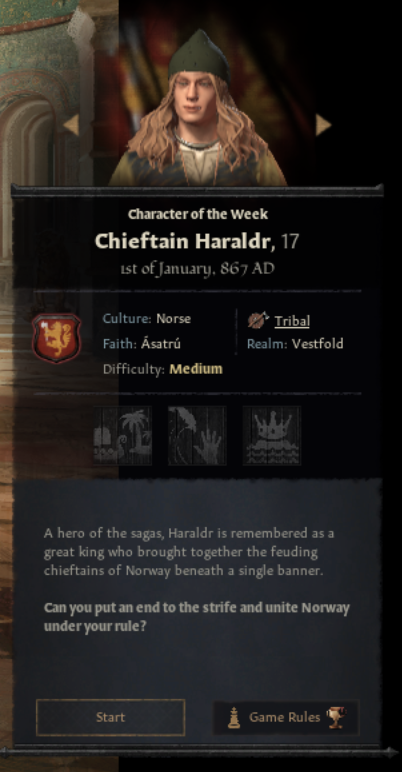 Character of the Week
Chieftain Haraldr, 17
1st of January, 867 AD
Culture: Norse
Tribal
Faith: Ásatrú
Realm: Vestfold
Difficulty: Medium
A hero of the sagas, Haraldr is remembered as a
great king who brought together the feuding
chieftains of Norway beneath a single banner.
Can you put an end to the strife and unite Norway
under your rule?
Start
Game Rules